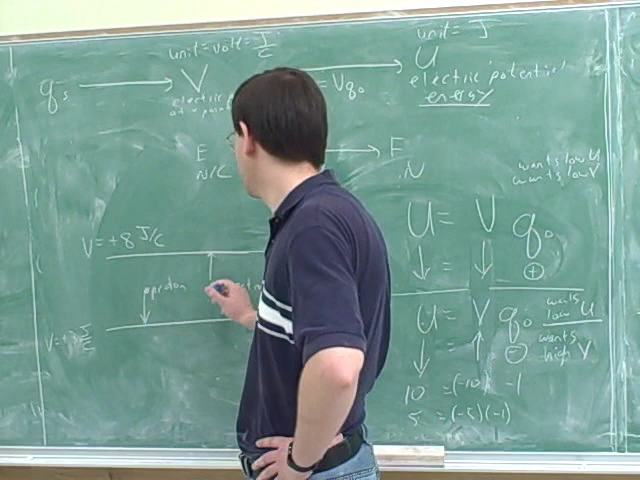 unit = volt = J/C
unit = J
qs → V
= Vq₀ → U
electric
electric potential
energy
E
N/C
→ F
N
wants low U
wants low V
V = +8 J/C
U = V q₀
↓ = ↓ ⊕
proton
U = V q₀
↓ = ↑ ⊖
wants
low U
wants
high V
10 = (-10) -1
5 = (-5)(-1)